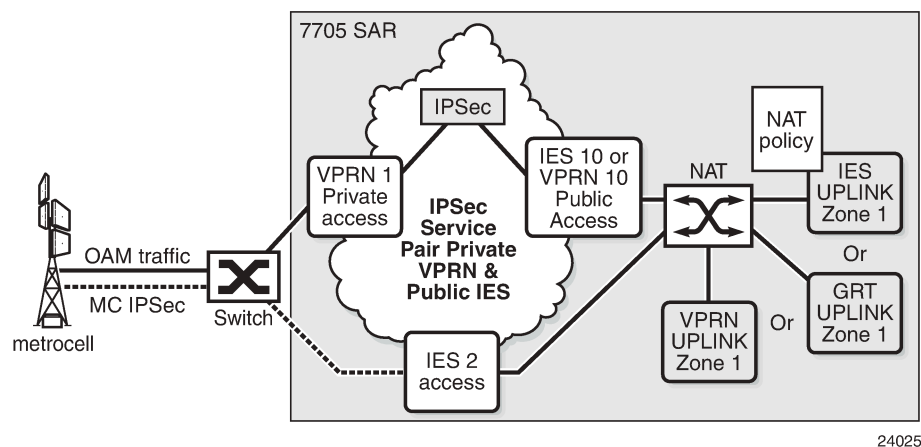 7705 SAR
IPSec
NAT
policy
VPRN 1
Private
access
IES 10 or
VPRN 10
Public
Access
NAT
IES
UPLINK
Zone 1
IPSec
Service
Pair Private
VPRN &
Public IES
OAM traffic
MC IPSec
Switch
metrocell
Or
GRT
UPLINK
Zone 1
VPRN
UPLINK
Zone 1
Or
IES 2
access
24025